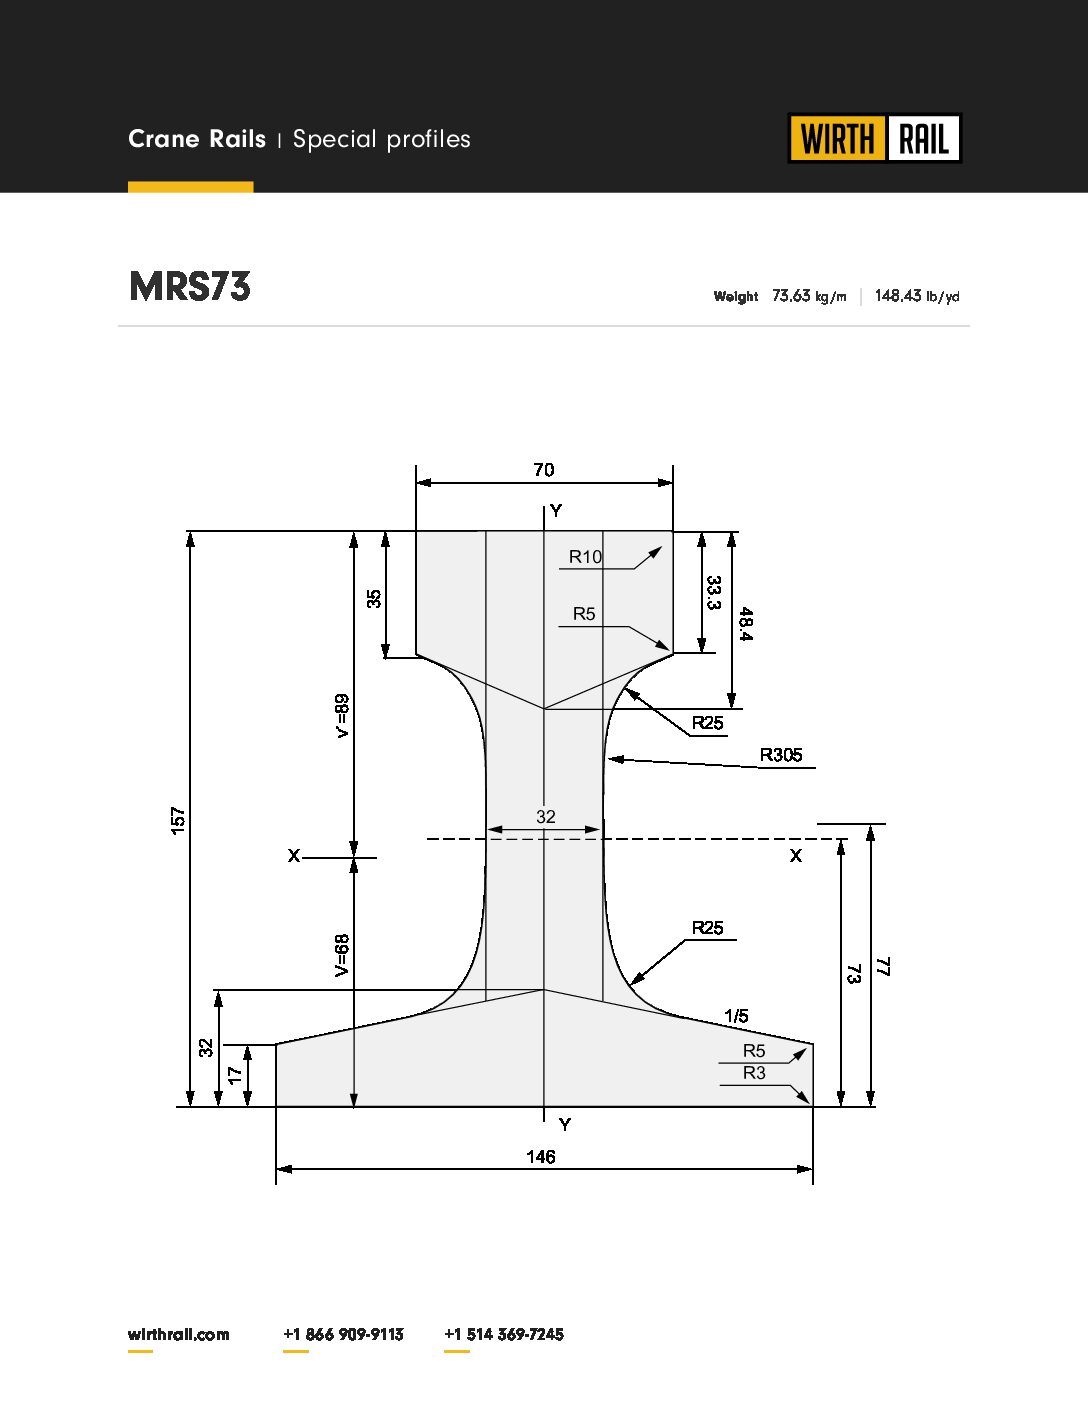 Crane Rails | Special profiles
WIRTH RAIL
MRS73
Weight 73.63 kg/m | 148.43 lb/yd
70
Y
R10
35
33.3
R5
48.4
V'=89
R25
R305
157
32
X
X
R25
V=68
73
77
32
17
1/5
R5
R3
Y
146
wirthrail.com +1 866 909-9113 +1 514 369-7245